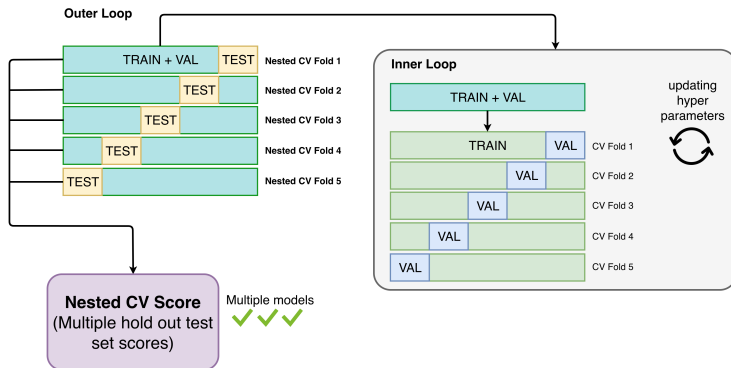 Outer Loop
TRAIN + VAL TEST Nested CV Fold 1
TEST Nested CV Fold 2
TEST Nested CV Fold 3
TEST Nested CV Fold 4
TEST Nested CV Fold 5
Nested CV Score
(Multiple hold out test
set scores)
Multiple models
Inner Loop
TRAIN + VAL
TRAIN VAL CV Fold 1
VAL CV Fold 2
VAL CV Fold 3
VAL CV Fold 4
VAL CV Fold 5
updating
hyper
parameters